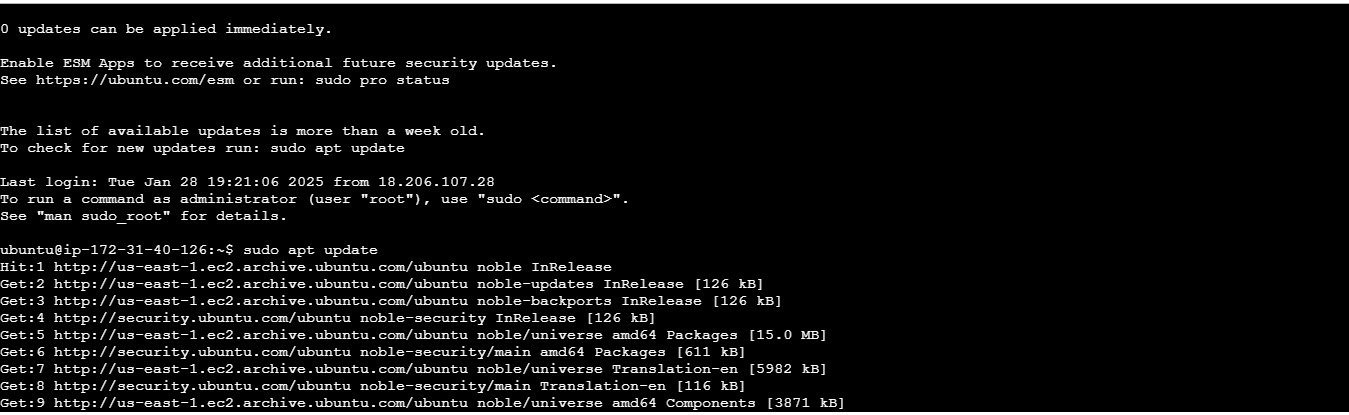 0 updates can be applied immediately.
Enable ESM Apps to receive additional future security updates.
See https://ubuntu.com/esm or run: sudo pro status
The list of available updates is more than a week old.
To check for new updates run: sudo apt update
Last login: Tue Jan 28 19:21:06 2025 from 18.206.107.28
To run a command as administrator (user "root"), use "sudo <command>".
See "man sudo_root" for details.
ubuntu@ip-172-31-40-126:~$ sudo apt update
Hit:1 http://us-east-1.ec2.archive.ubuntu.com/ubuntu noble InRelease
Get:2 http://us-east-1.ec2.archive.ubuntu.com/ubuntu noble-updates InRelease [126 kB]
Get:3 http://us-east-1.ec2.archive.ubuntu.com/ubuntu noble-backports InRelease [126 kB]
Get:4 http://security.ubuntu.com/ubuntu noble-security InRelease [126 kB]
Get:5 http://us-east-1.ec2.archive.ubuntu.com/ubuntu noble/universe amd64 Packages [15.0 MB]
Get:6 http://security.ubuntu.com/ubuntu noble-security/main amd64 Packages [611 kB]
Get:7 http://us-east-1.ec2.archive.ubuntu.com/ubuntu noble/universe Translation-en [5982 kB]
Get:8 http://security.ubuntu.com/ubuntu noble-security/main Translation-en [116 kB]
Get:9 http://us-east-1.ec2.archive.ubuntu.com/ubuntu noble/universe amd64 Components [3871 kB]